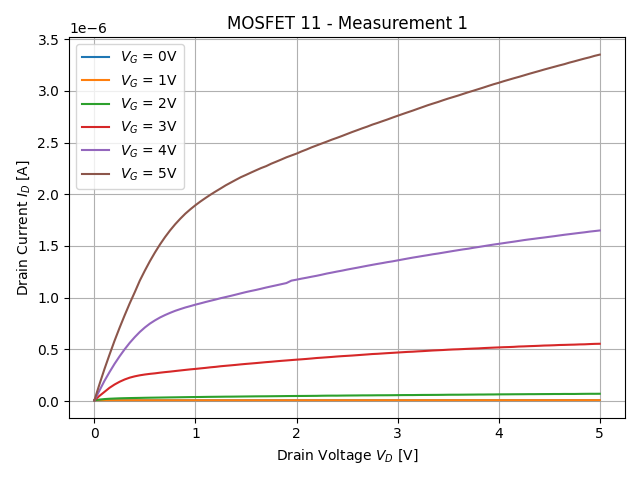 MOSFET 11 - Measurement 1
1e−6
3.5
3.0
2.5
2.0
1.5
1.0
0.5
0.0
Drain Current I_D [A]
V_G = 0V
V_G = 1V
V_G = 2V
V_G = 3V
V_G = 4V
V_G = 5V
0 1 2 3 4 5
Drain Voltage V_D [V]